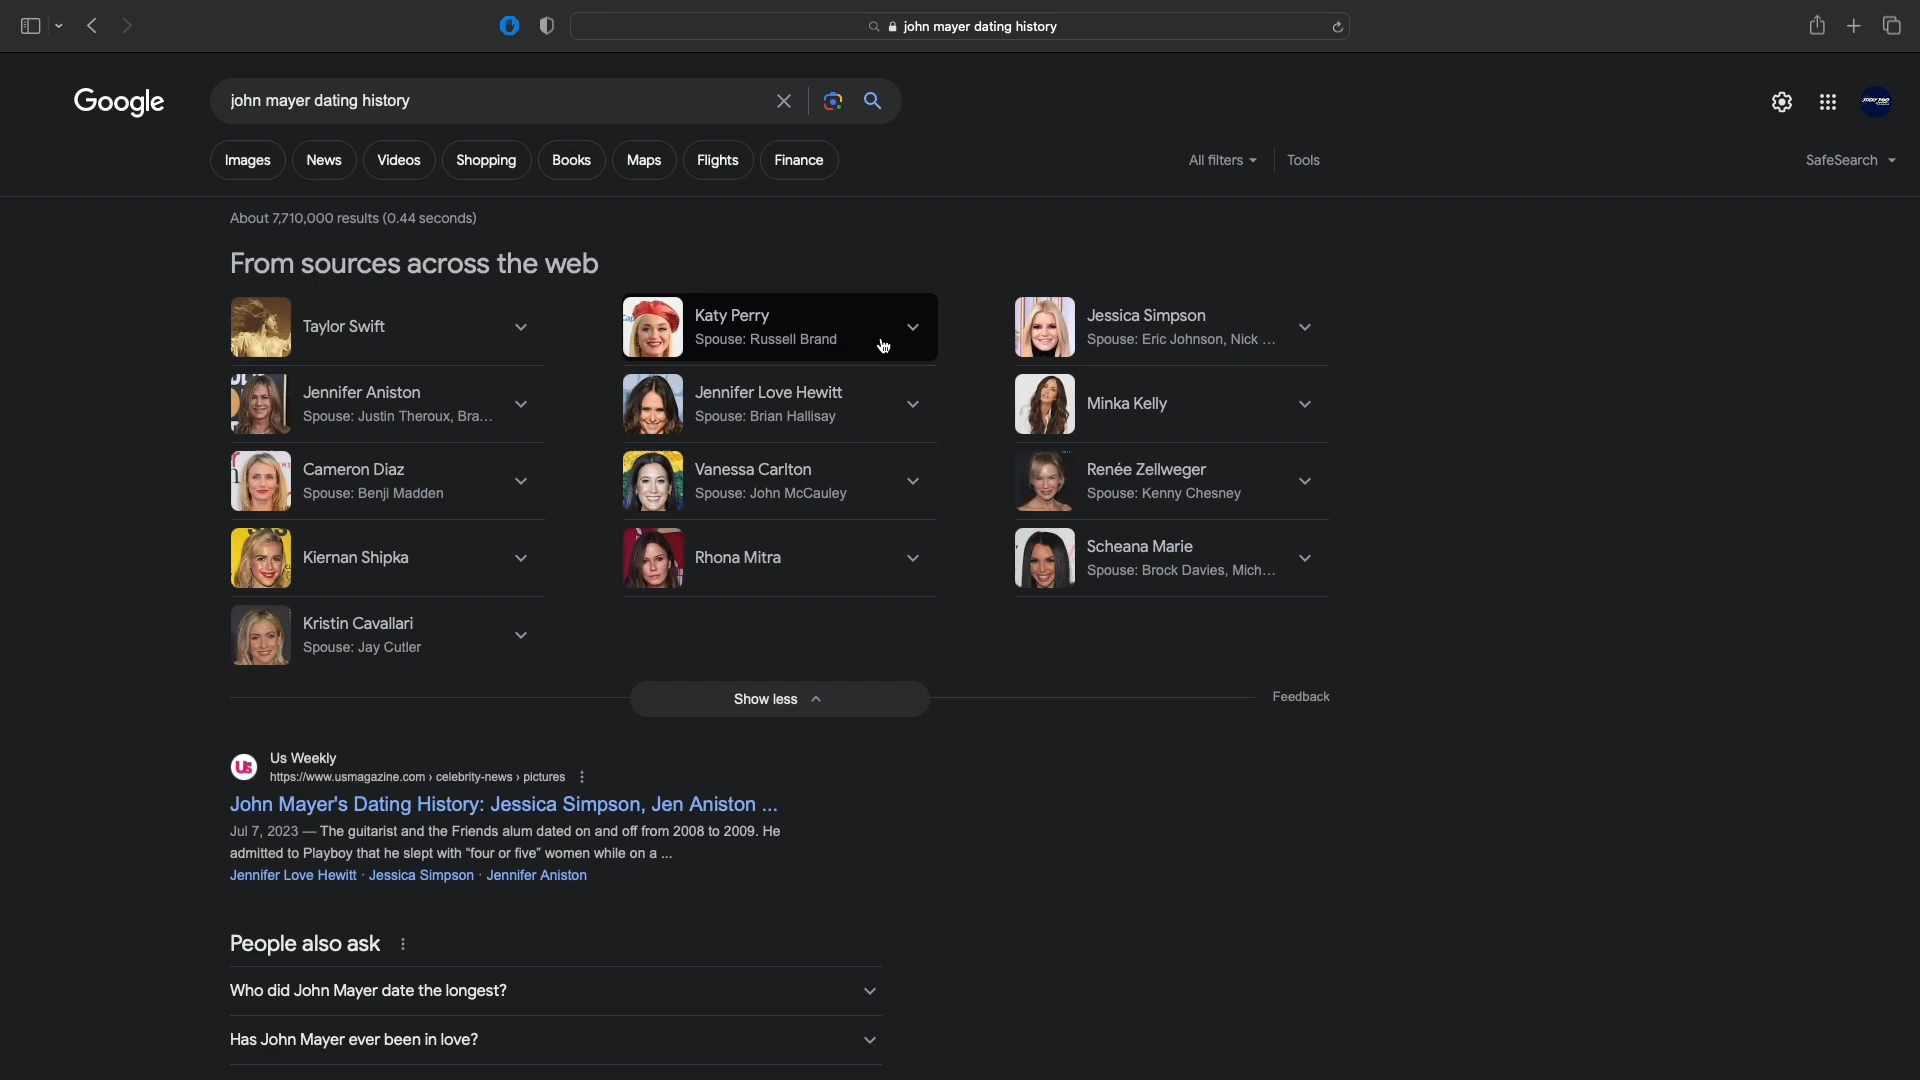 john mayer dating history
Google
john mayer dating history
Images
News
Videos
Shopping
Books
Maps
Flights
Finance
All filters
Tools
SafeSearch
About 7,710,000 results (0.44 seconds)
From sources across the web
Taylor Swift
Katy Perry
Spouse: Russell Brand
Jessica Simpson
Spouse: Eric Johnson, Nick ...
Jennifer Aniston
Spouse: Justin Theroux, Bra...
Jennifer Love Hewitt
Spouse: Brian Hallisay
Minka Kelly
Cameron Diaz
Spouse: Benji Madden
Vanessa Carlton
Spouse: John McCauley
Renée Zellweger
Spouse: Kenny Chesney
Kiernan Shipka
Rhona Mitra
Scheana Marie
Spouse: Brock Davies, Mich...
Kristin Cavallari
Spouse: Jay Cutler
Show less
Feedback
Us
Us Weekly
https://www.usmagazine.com › celebrity-news › pictures
John Mayer's Dating History: Jessica Simpson, Jen Aniston ...
Jul 7, 2023 — The guitarist and the Friends alum dated on and off from 2008 to 2009. He
admitted to Playboy that he slept with “four or five” women while on a ...
Jennifer Love Hewitt · Jessica Simpson · Jennifer Aniston
People also ask
Who did John Mayer date the longest?
Has John Mayer ever been in love?